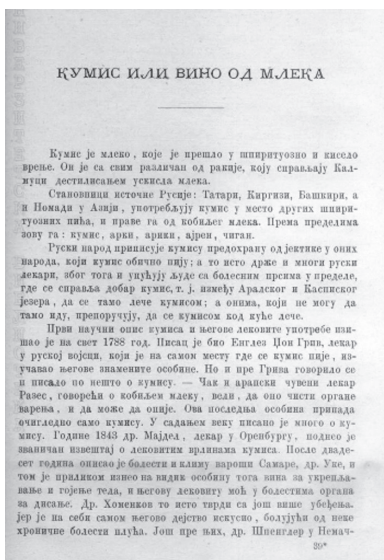 КУМИС ИЛИ ВИНО ОД МЛЕКА
Кумис је млеко, које је прешло у шпиритуозно и кисело
врење. Он је са свим различан од ракије, коју справљају Кал-
муци дестилисањем ускисла млека.
Становници источне Русије: Татари, Киргизи, Башкири, а
и Номади у Азији, употребљују кумис у место других шпири-
туозних пића, и праве га од кобиљег млека. Према пределима
зову га: кумис, арки, арики, ајрен, чиган.
Руски народ приписује кумису предохрану од јектике у оних
народа, који кумис обично пију; а то исто држе и многи руски
лекари, због тога и упућују људе са болесним прсима у пределе,
где се справља добар кумис, т. ј. између Аралског и Касписког
језера, да се тамо лече кумисом; а онима, који не могу да
тамо иду, препоручују, да се кумисом код куће лече.
Први научни опис кумиса и његове лековите употребе изи-
шао је на свет 1788 год. Писац је био Енглез Џон Грив, лекар
у руској војсци, који је на самом месту где се кумис пије, из-
учавао његове знамените особине. Но и пре Грива говорило се
и писало по нешто о кумису. — Чак и арапски чувени лекар
Разес, говорећи о кобиљем млеку, вели, да оно чисти органе
варења, и да може да опије. Ова последња особина припада
очигледно само кумису. У садањем веку писано је много о ку-
мису. Године 1843 др. Мајдел, лекар у Оренбургу, поднео је
званичан извештај о лековитим врлинама кумиса. После дваде-
сет година описао је болести и климу вароши Самаре, др. Уке, и
том је приликом изнео на видик особину тога вина за укрепља-
вање и гојење тела, и његову лековиту моћ у болестима органа
за дисање. Др. Хоменков то исто тврди са још више убеђења.
јер је на себи самом његово дејство искусио, болујући од неке
хроничне болести плућа. Још пре њих, др. Шпенглер у Немач-
39*